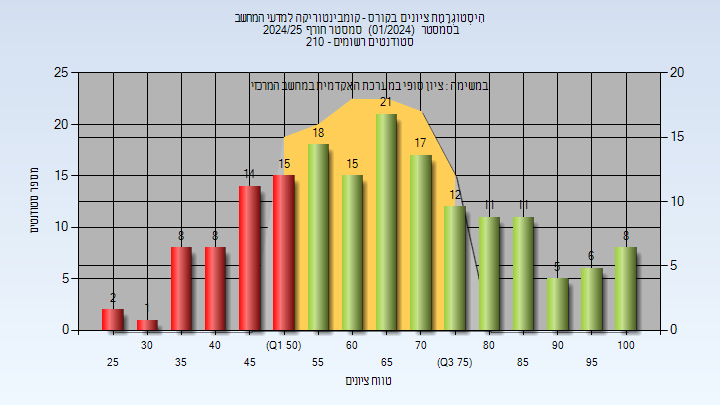 היסטוגרמת ציונים בקורס - קומבינטוריקה למדעי המחשב
בסמסטר (01/2024) סמסטר חורף 2024/25
סטודנטים רשומים - 210
במשימה : ציון סופי במערכת האקדמית במחשב המרכזי
מספר סטודנטים
25 20 15 10 5 0
20 15 10 5 0
2 1 8 8 14 15 18 15 21 17 12 11 11 5 6 8
30 40 (Q1 50) 60 70 80 90 100
25 35 45 55 65 (Q3 75) 85 95
טווח ציונים